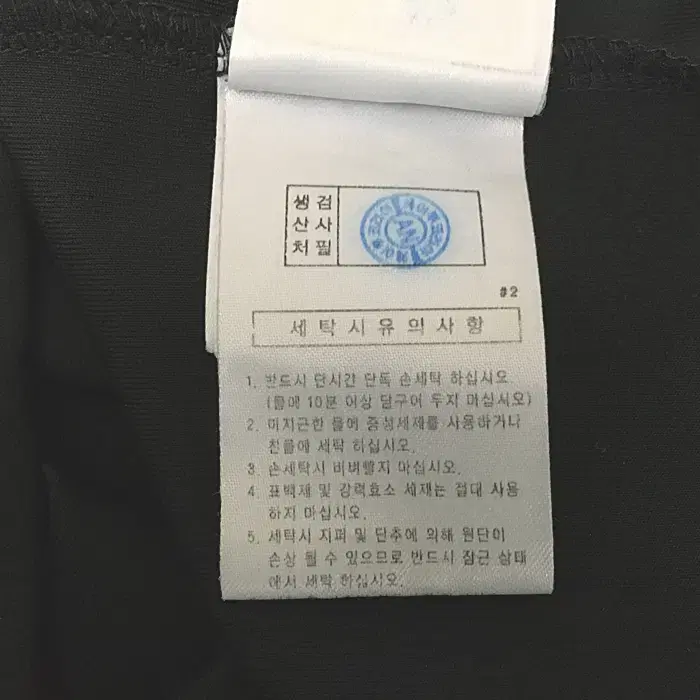 생 검
산 사
처 필
#2
세탁시유의사항
1. 반드시 단시간 단독 손세탁 하십시오
(물에 10분 이상 담구어 두지 마십시오)
2. 미지근한 물에 중성세제를 사용하거나
찬물에 세탁 하십시오.
3. 손세탁시 비벼빨지 마십시오.
4. 표백제 및 강력효소 세재는 절대 사용
하지 마십시오.
5. 세탁시 지퍼 및 단추에 의해 원단이
손상 될 수 있으므로 반드시 잠근 상태
에서 세탁 하십시오.